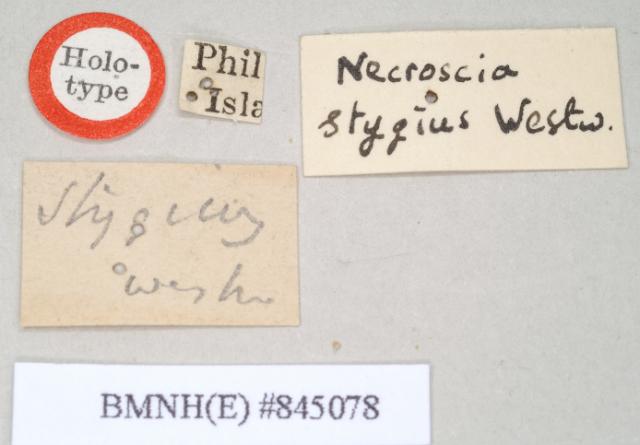 Holo-
type
Phil
Isla
Necroscia
stygius Westw.
stygius
westw
BMNH(E) #845078